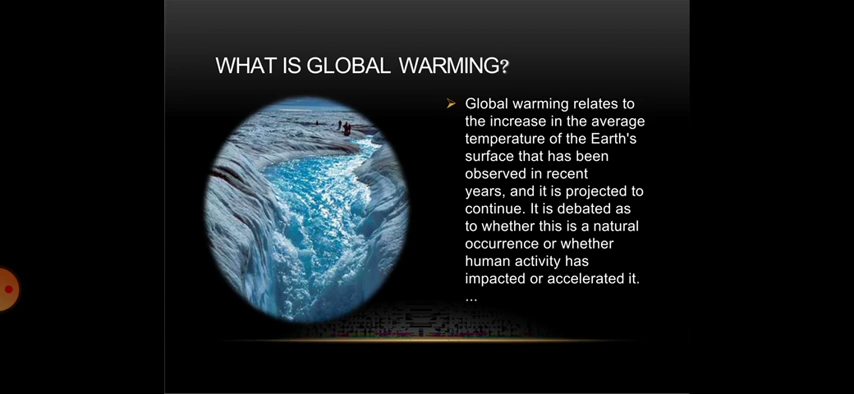 WHAT IS GLOBAL WARMING?
Global warming relates to
the increase in the average
temperature of the Earth's
surface that has been
observed in recent
years, and it is projected to
continue. It is debated as
to whether this is a natural
occurrence or whether
human activity has
impacted or accelerated it.
...